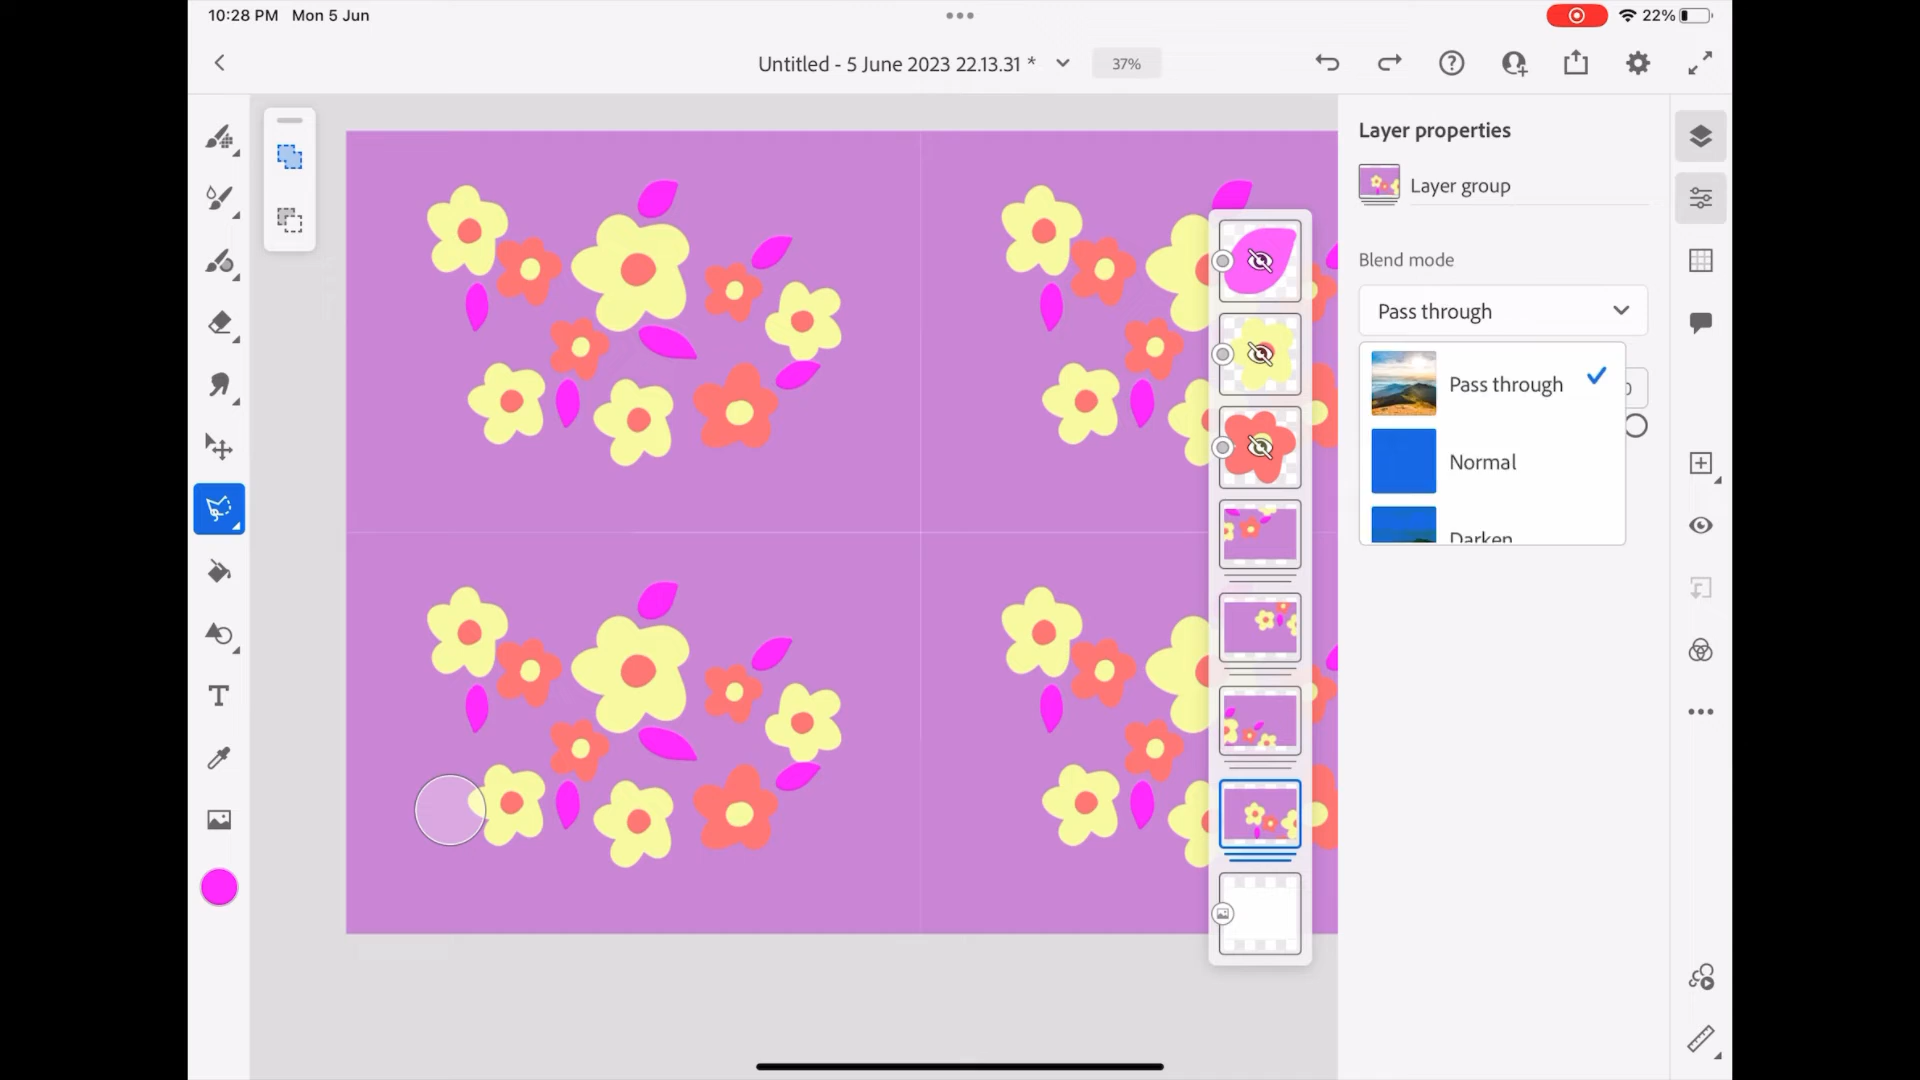 10:28 PM Mon 5 Jun
22%
Untitled - 5 June 2023 22.13.31 *
37%
Layer properties
Layer group
Blend mode
Pass through
Pass through
Normal
Darken
T